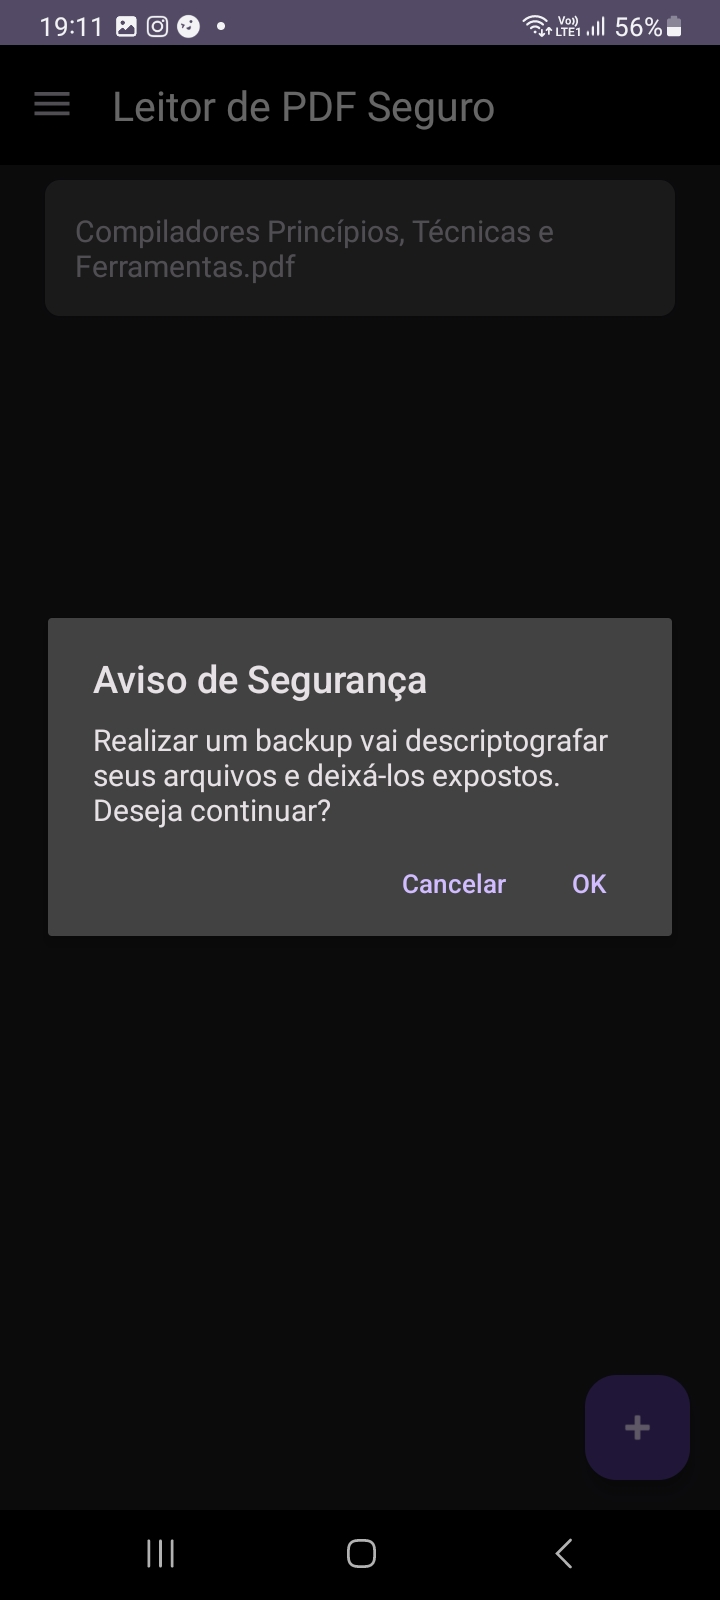 19:11
Vo))
LTE1
56%
Leitor de PDF Seguro
Compiladores Princípios, Técnicas e
Ferramentas.pdf
Aviso de Segurança
Realizar um backup vai descriptografar
seus arquivos e deixá-los expostos.
Deseja continuar?
Cancelar OK
+